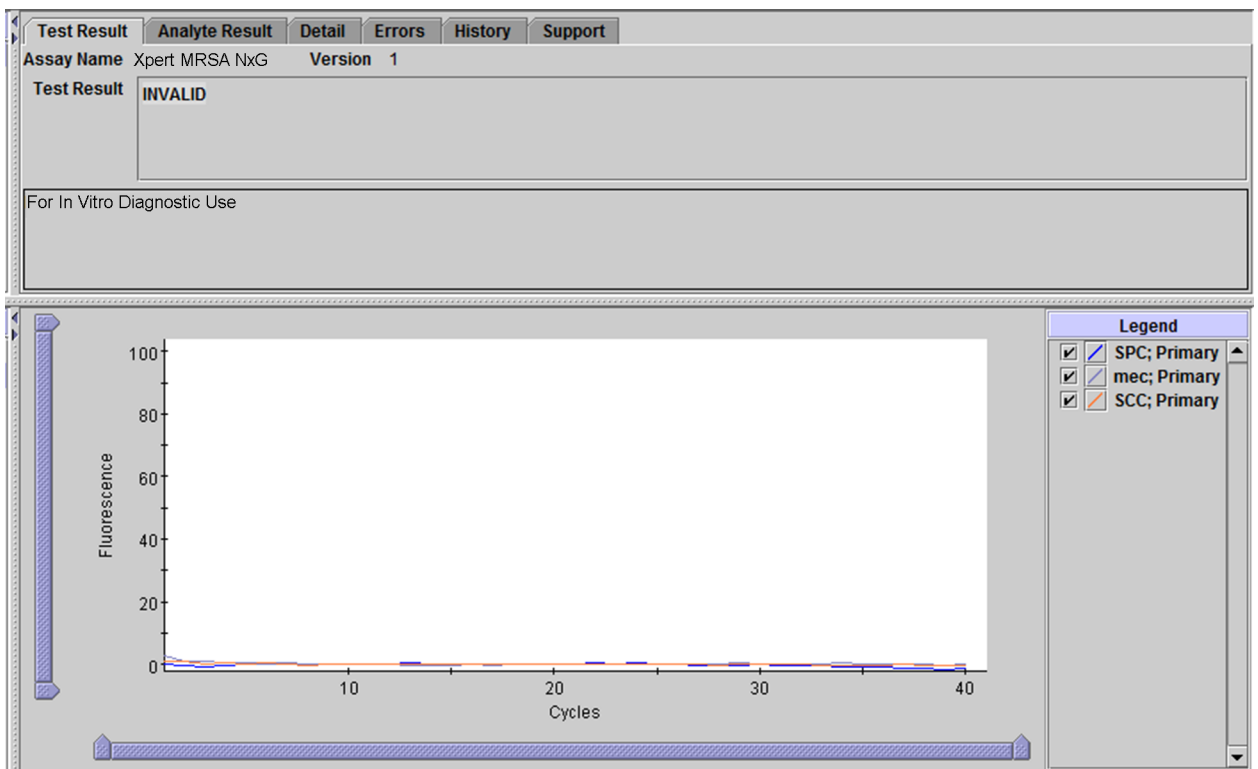 Test Result Analyte Result Detail Errors History Support
Assay Name Xpert MRSA NxG Version 1
Test Result INVALID
For In Vitro Diagnostic Use
Legend
SPC; Primary
mec; Primary
SCC; Primary
100
80
60
40
20
0
Fluorescence
10 20 30 40
Cycles